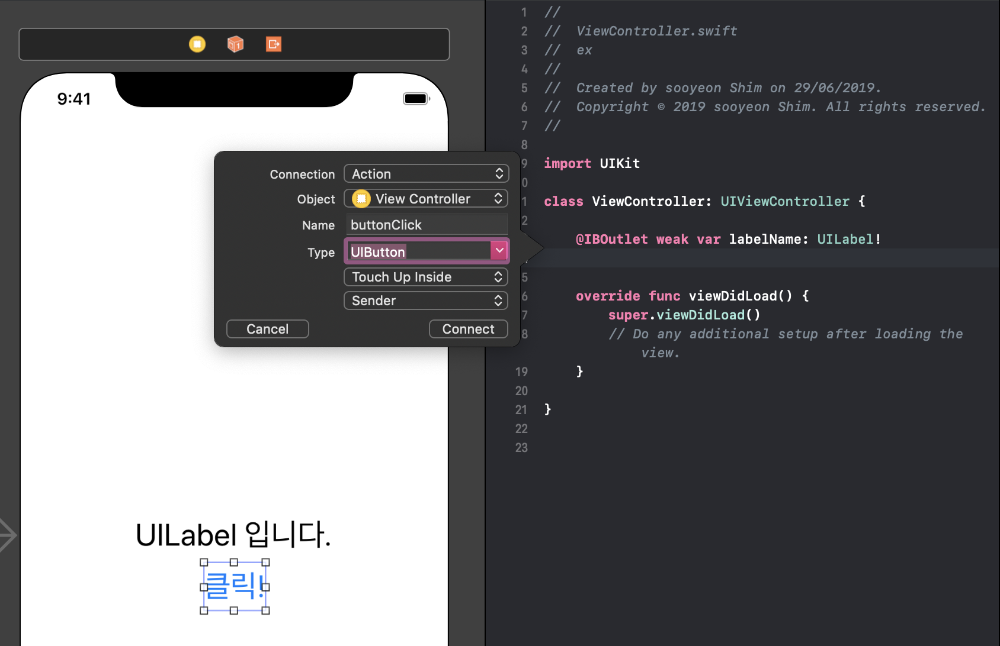 9:41
Connection Action
Object View Controller
Name buttonClick
Type UIButton
Touch Up Inside
Sender
Cancel Connect
UILabel 입니다.
클릭!
1 //
2 //  ViewController.swift
3 //  ex
4 //
5 //  Created by sooyeon Shim on 29/06/2019.
6 //  Copyright © 2019 sooyeon Shim. All rights reserved.
7 //
8
9 import UIKit
0
1 class ViewController: UIViewController {
2
@IBOutlet weak var labelName: UILabel!
5
6 override func viewDidLoad() {
7 super.viewDidLoad()
8 // Do any additional setup after loading the
view.
19 }
20
21 }
22
23